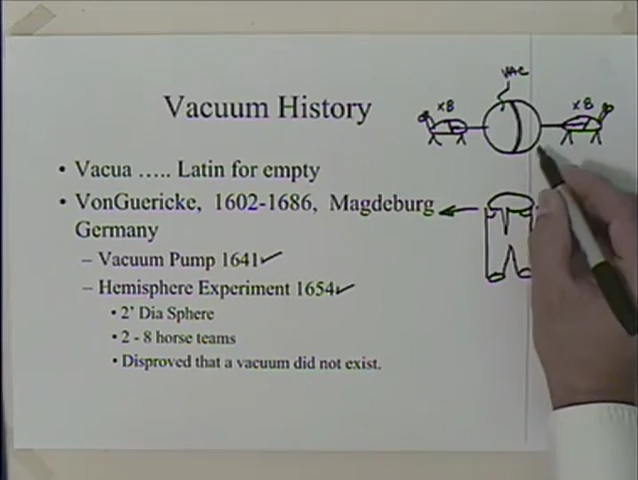 Vacuum History
VAC
x8
x8
• Vacua ….. Latin for empty
• VonGuericke, 1602-1686, Magdeburg
Germany
– Vacuum Pump 1641
– Hemisphere Experiment 1654
• 2' Dia Sphere
• 2 - 8 horse teams
• Disproved that a vacuum did not exist.